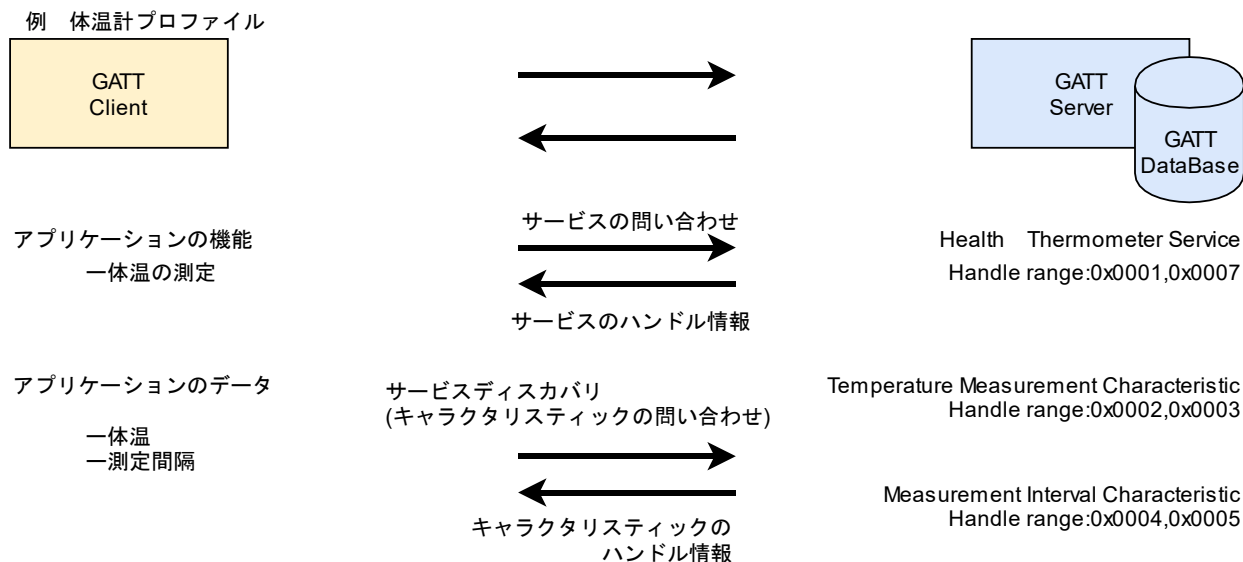 例　体温計プロファイル
GATT
Client
GATT
Server
GATT
DataBase
サービスの問い合わせ
アプリケーションの機能
Health　Thermometer Service
ー体温の測定
Handle range:0x0001,0x0007
サービスのハンドル情報
アプリケーションのデータ
サービスディスカバリ
(キャラクタリスティックの問い合わせ)
Temperature Measurement Characteristic
Handle range:0x0002,0x0003
ー体温
ー測定間隔
Measurement Interval Characteristic
Handle range:0x0004,0x0005
キャラクタリスティックの
ハンドル情報